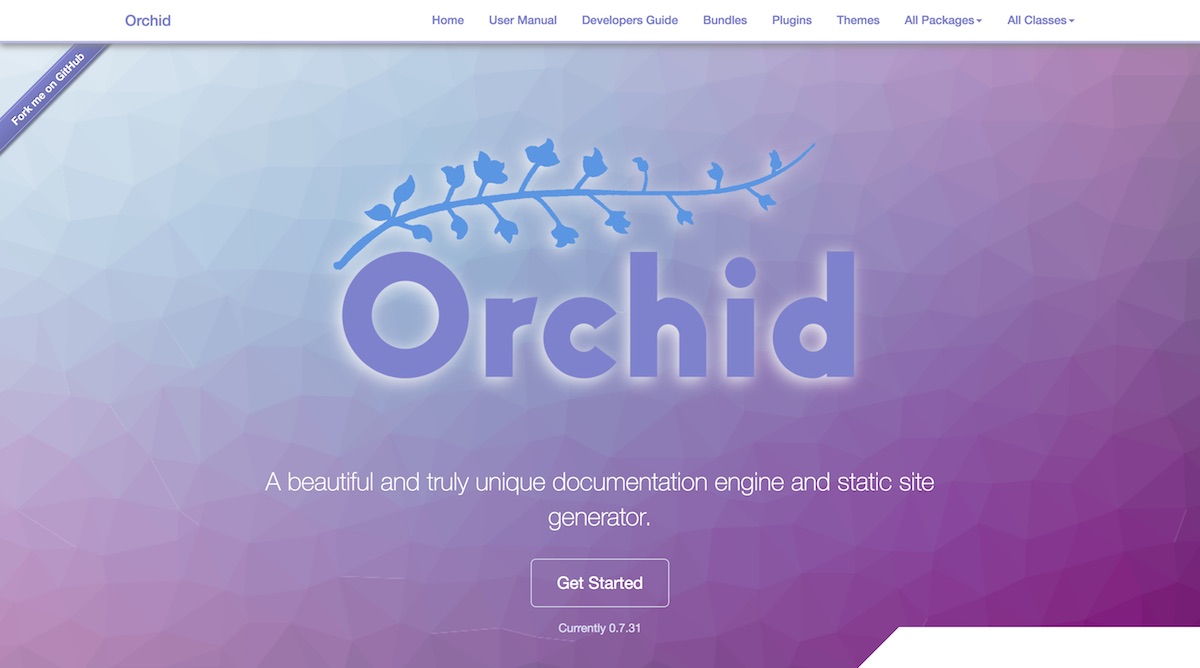 Orchid
Home User Manual Developers Guide Bundles Plugins Themes All Packages All Classes
Fork me on GitHub
Orchid
A beautiful and truly unique documentation engine and static site
generator.
Get Started
Currently 0.7.31